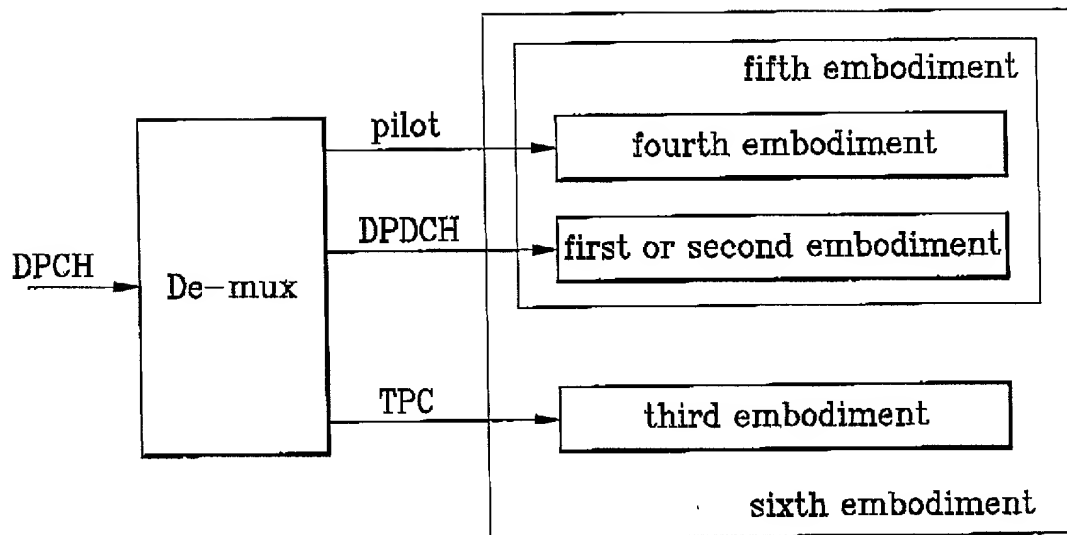 fifth embodiment
pilot
fourth embodiment
DPDCH
first or second embodiment
DPCH
De-mux
TPC
third embodiment
sixth embodiment